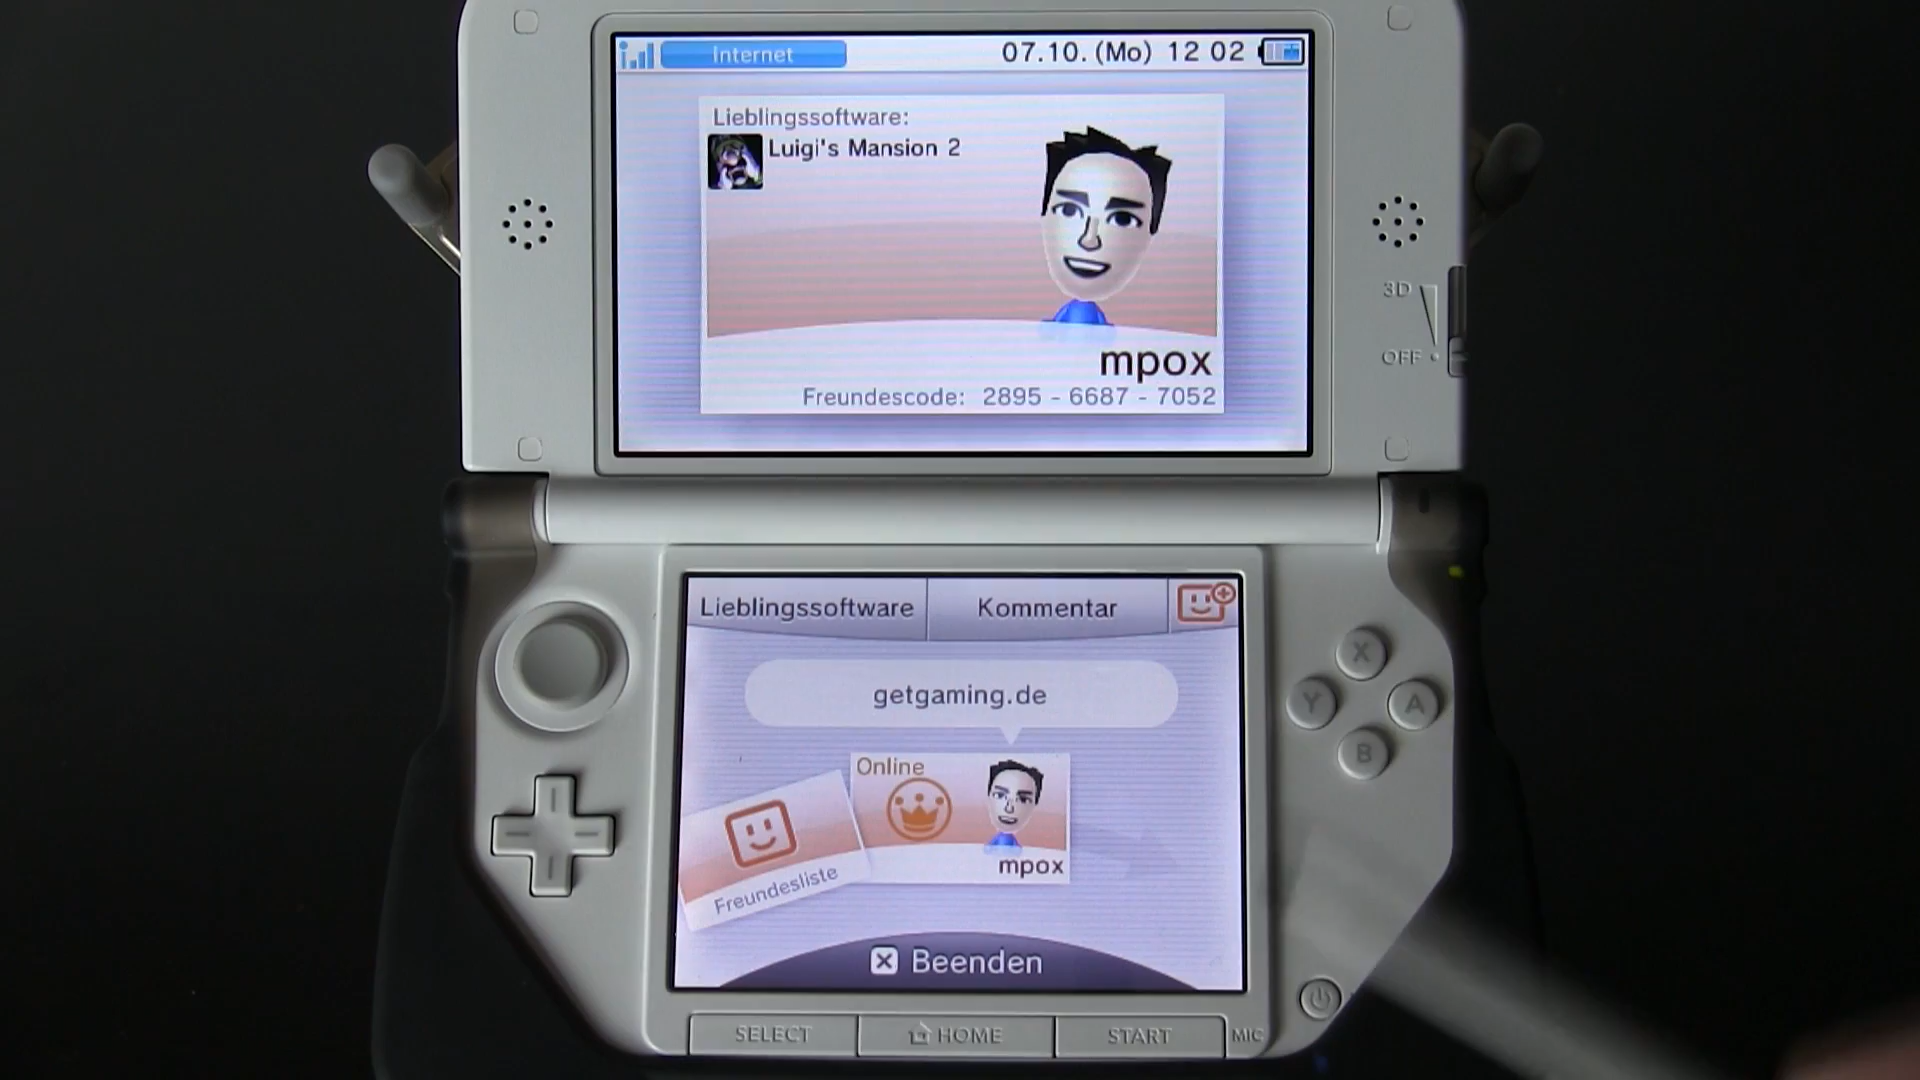 Internet
07.10. (Mo) 12 02
Lieblingssoftware:
Luigi's Mansion 2
mpox
Freundescode: 2895 - 6687 - 7052
3D
OFF
Lieblingssoftware
Kommentar
getgaming.de
Online
mpox
Freundesliste
X Beenden
X
Y
A
B
SELECT
HOME
START
MIC